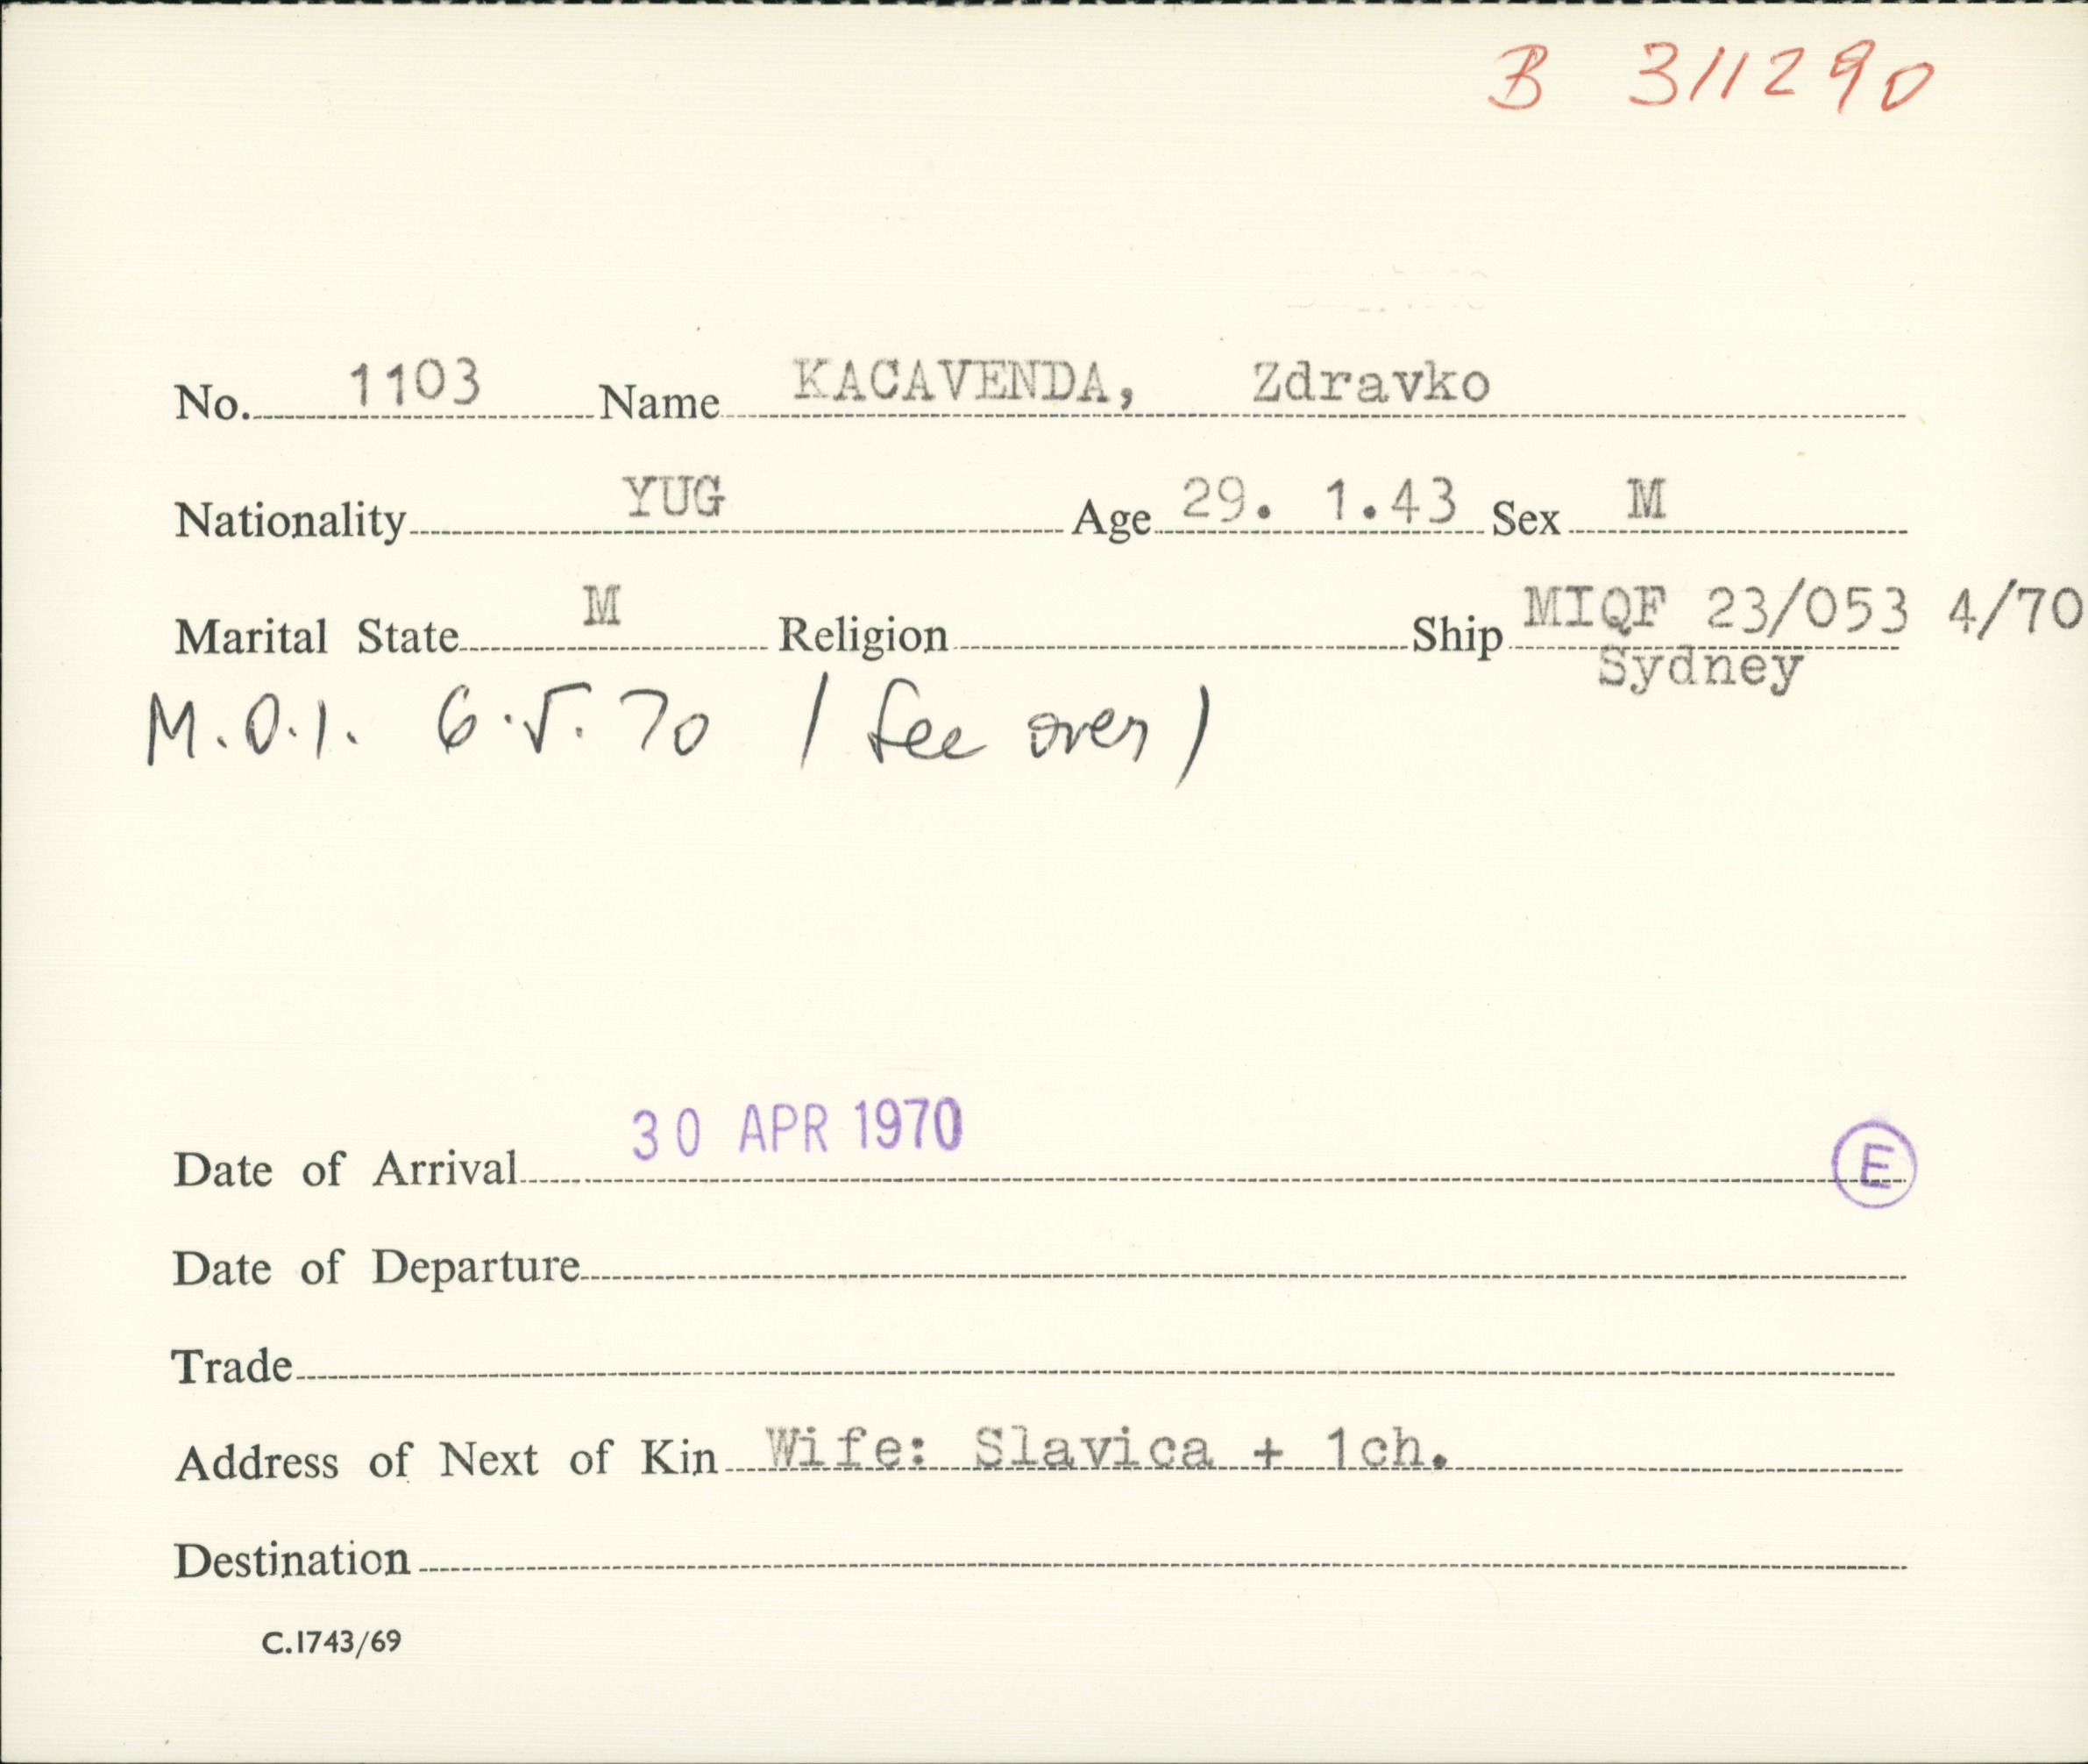 B 311290
No. 1103 Name KACAVENDA, Zdravko
Nationality YUG Age 29. 1.43 Sex M
Marital State M Religion Ship MIQF 23/053 4/70
Sydney
M.O.I. 6.5.70 (See over)
Date of Arrival 30 APR 1970 E
Date of Departure
Trade
Address of Next of Kin Wife: Slavica + 1ch.
Destination
C.1743/69